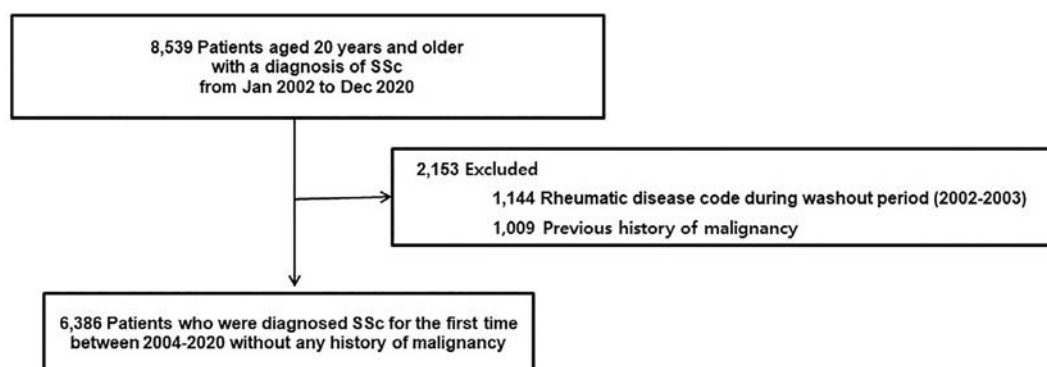 8,539 Patients aged 20 years and older
with a diagnosis of SSc
from Jan 2002 to Dec 2020
2,153 Excluded
1,144 Rheumatic disease code during washout period (2002-2003)
1,009 Previous history of malignancy
6,386 Patients who were diagnosed SSc for the first time
between 2004-2020 without any history of malignancy